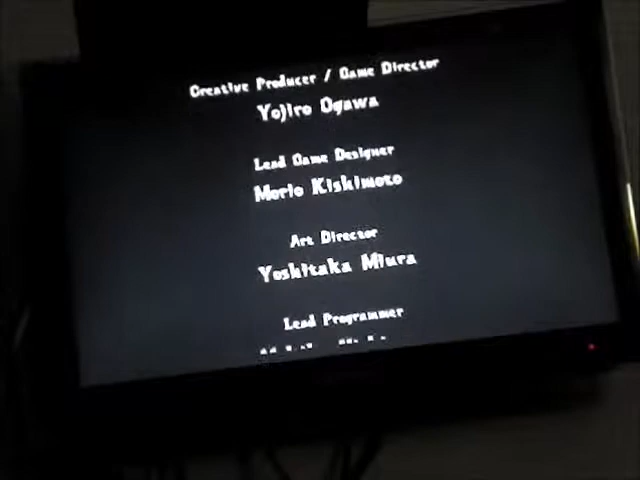 Creative Producer / Game Director
Yojiro Ogawa
Lead Game Designer
Morio Kishimoto
Art Director
Yoshitaka Miura
Lead Programmer